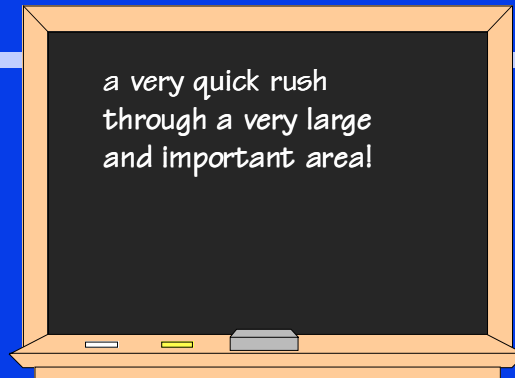 a very quick rush
through a very large
and important area!